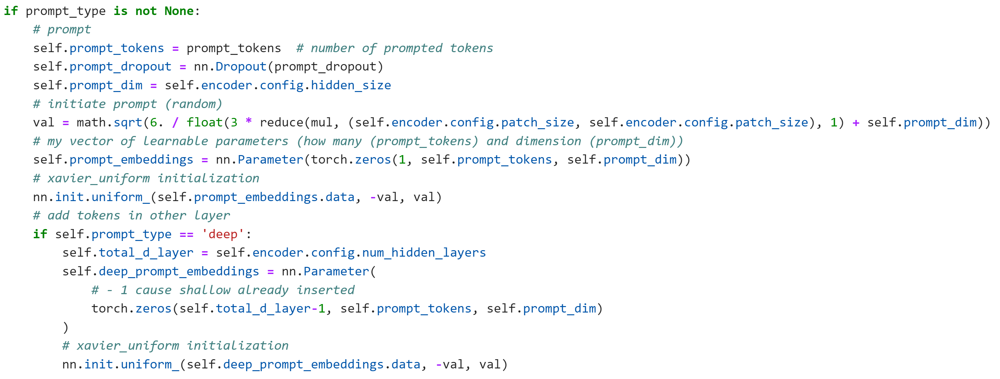 if prompt_type is not None:
    # prompt
    self.prompt_tokens = prompt_tokens  # number of prompted tokens
    self.prompt_dropout = nn.Dropout(prompt_dropout)
    self.prompt_dim = self.encoder.config.hidden_size
    # initiate prompt (random)
    val = math.sqrt(6. / float(3 * reduce(mul, (self.encoder.config.patch_size, self.encoder.config.patch_size), 1) + self.prompt_dim))
    # my vector of learnable parameters (how many (prompt_tokens) and dimension (prompt_dim))
    self.prompt_embeddings = nn.Parameter(torch.zeros(1, self.prompt_tokens, self.prompt_dim))
    # xavier_uniform initialization
    nn.init.uniform_(self.prompt_embeddings.data, -val, val)
    # add tokens in other layer
    if self.prompt_type == 'deep':
        self.total_d_layer = self.encoder.config.num_hidden_layers
        self.deep_prompt_embeddings = nn.Parameter(
            # - 1 cause shallow already inserted
            torch.zeros(self.total_d_layer-1, self.prompt_tokens, self.prompt_dim)
        )
        # xavier_uniform initialization
        nn.init.uniform_(self.deep_prompt_embeddings.data, -val, val)